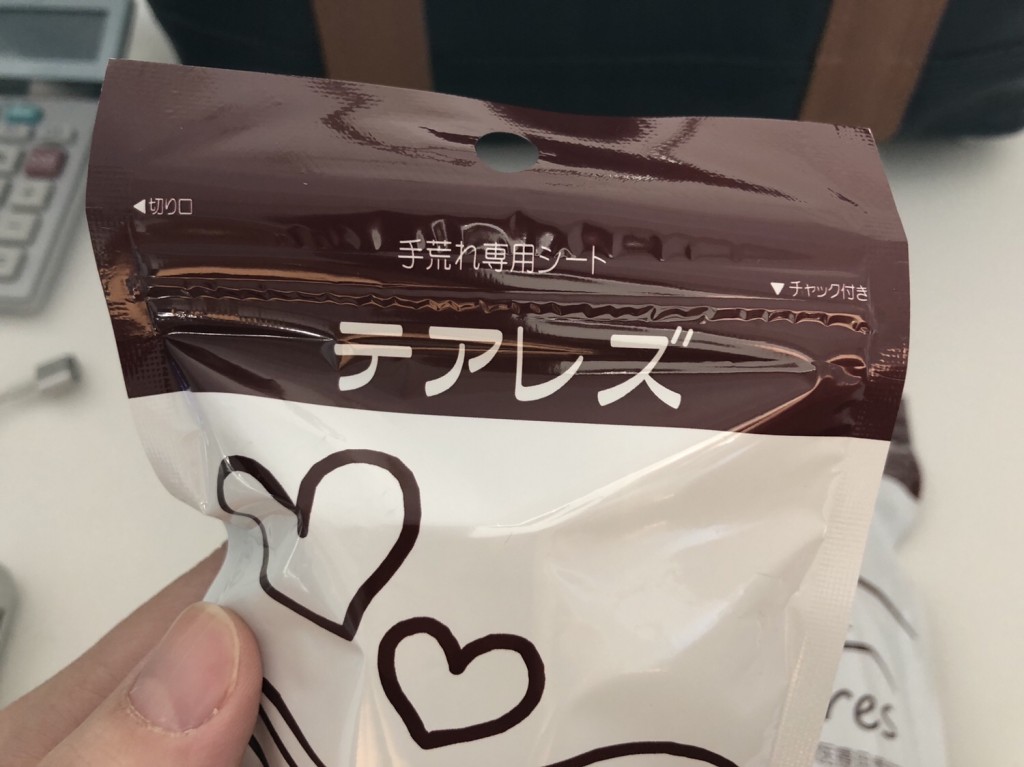 ◀切り口
手荒れ専用シート
▼チャック付き
テアレズ
res